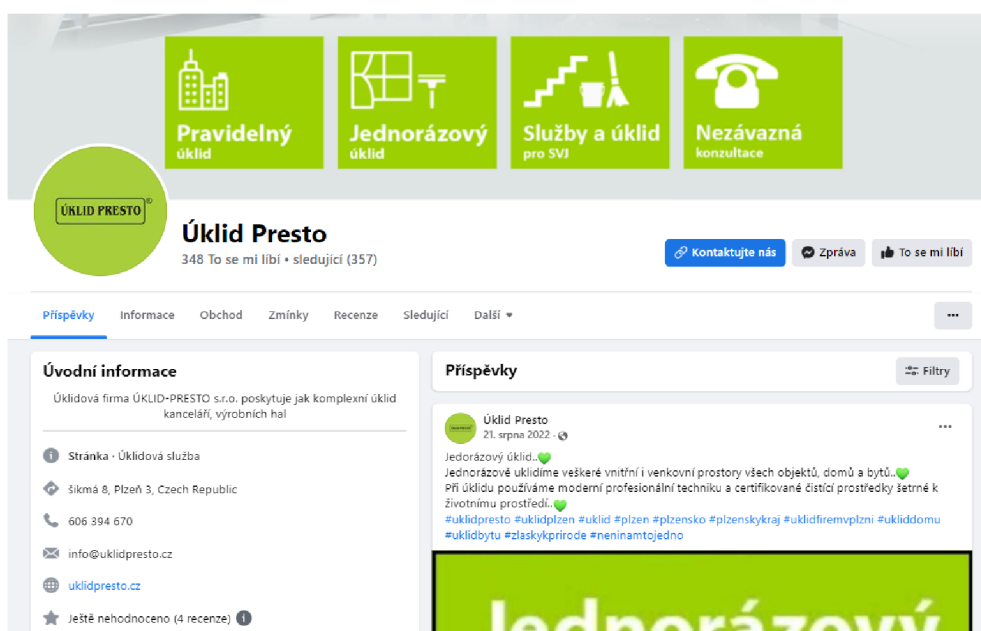 Pravidelný
úklid
Jednorázový
úklid
Služby a úklid
pro SVJ
Nezávazná
konzultace
ÚKLID PRESTO®
Úklid Presto
348 To se mi líbí • sledující (357)
Kontaktujte nás
Zpráva
To se mi líbí
Příspěvky
Informace
Obchod
Zmínky
Recenze
Sledující
Další
Úvodní informace
Úklidová firma ÚKLID-PRESTO s.r.o. poskytuje jak komplexní úklid
kanceláří, výrobních hal
Stránka · Úklidová služba
šikmá 8, Plzeň 3, Czech Republic
606 394 670
info@uklidpresto.cz
uklidpresto.cz
Ještě nehodnoceno (4 recenze)
Příspěvky
Filtry
Úklid Presto
21. srpna 2022 ·
Jedorázový úklid..
Jednorázově uklidíme veškeré vnitřní i venkovní prostory všech objektů, domů a bytů..
Při úklidu používáme moderní profesionální techniku a certifikované čistící prostředky šetrné k
životnímu prostředí..
#uklidpresto #uklidplzen #uklid #plzen #plzensko #plzenskykraj #uklidfiremvplzni #ukliddomu
#uklidbytu #zlaskykprirode #neninamtojedno
Jednorázový